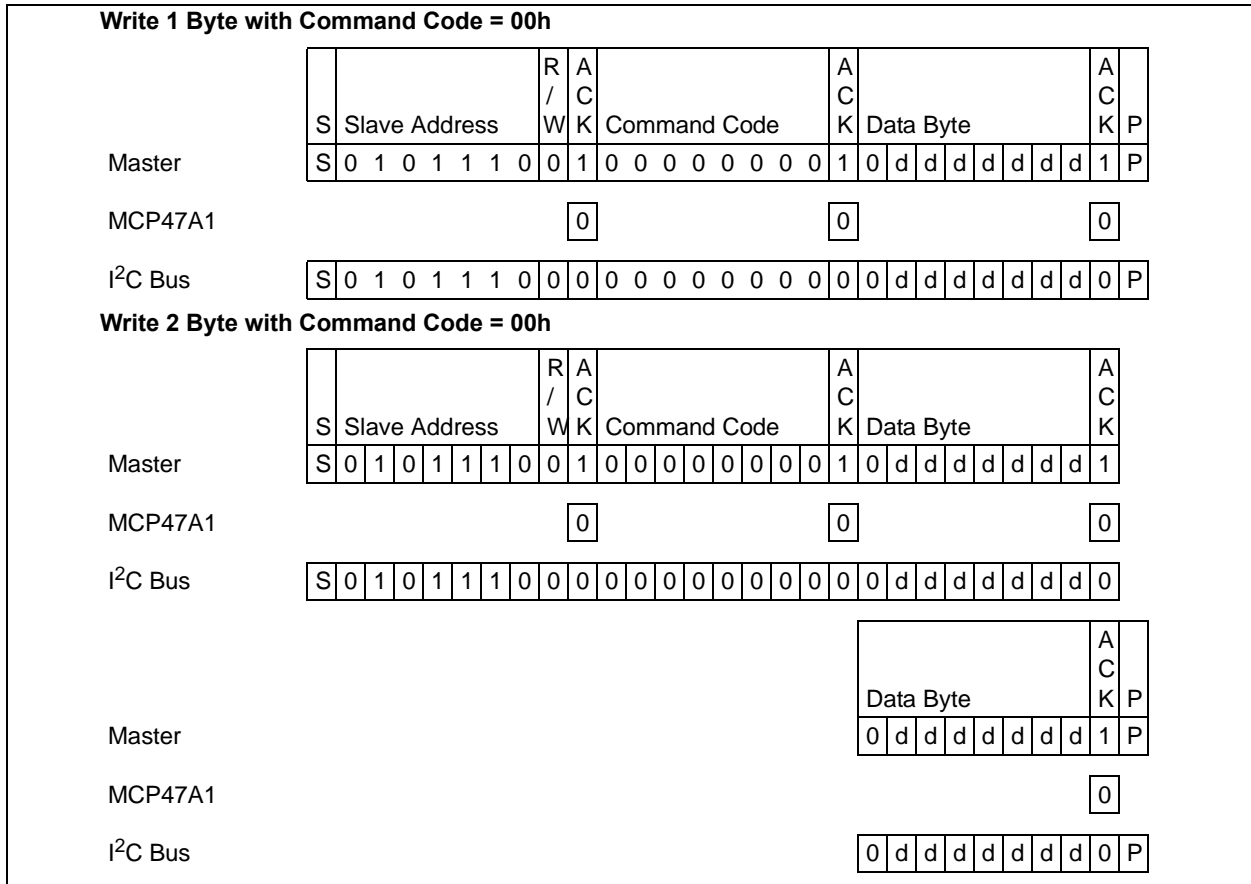 Write 1 Byte with Command Code = 00h
R A A A
/ C C C
S Slave Address W K Command Code K Data Byte K P
Master S 0 1 0 1 1 1 0 0 1 0 0 0 0 0 0 0 0 1 0 d d d d d d d 1 P
MCP47A1 0 0 0
I²C Bus S 0 1 0 1 1 1 0 0 0 0 0 0 0 0 0 0 0 0 0 d d d d d d d 0 P
Write 2 Byte with Command Code = 00h
R A A A
/ C C C
S Slave Address W K Command Code K Data Byte K
Master S 0 1 0 1 1 1 0 0 1 0 0 0 0 0 0 0 0 1 0 d d d d d d d 1
MCP47A1 0 0 0
I²C Bus S 0 1 0 1 1 1 0 0 0 0 0 0 0 0 0 0 0 0 0 d d d d d d d 0
A
C
Data Byte K P
Master 0 d d d d d d d 1 P
MCP47A1 0
I²C Bus 0 d d d d d d d 0 P